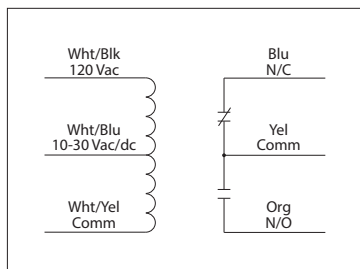 Wht/Blk
120 Vac
Wht/Blu
10-30 Vac/dc
Wht/Yel
Comm
Blu
N/C
Yel
Comm
Org
N/O